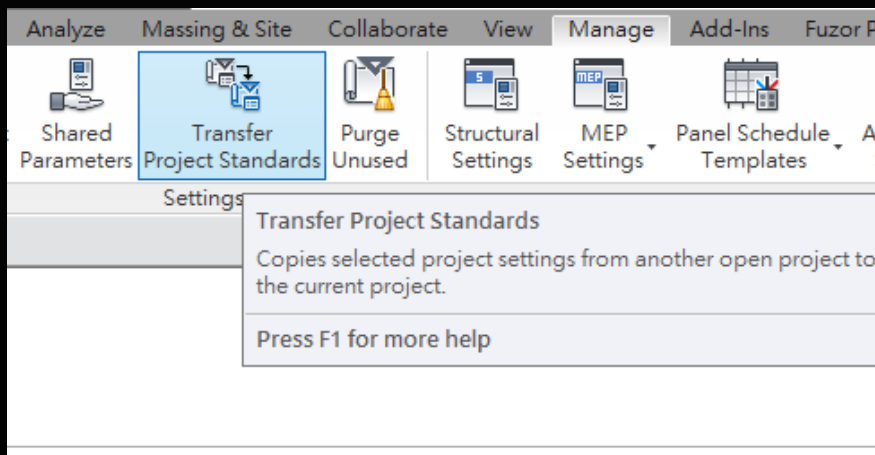 Analyze Massing & Site Collaborate View Manage Add-Ins Fuzor
Shared Transfer Purge Structural MEP Panel Schedule
Parameters Project Standards Unused Settings Settings Templates
Settings
Transfer Project Standards
Copies selected project settings from another open project to
the current project.
Press F1 for more help
S
MEP